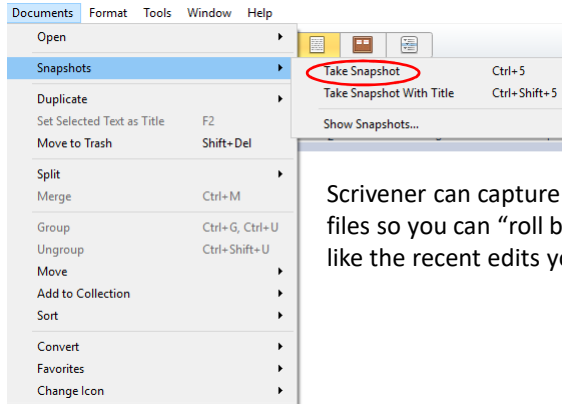 Documents Format Tools Window Help
Open
Snapshots
Take Snapshot Ctrl+5
Take Snapshot With Title Ctrl+Shift+5
Show Snapshots...
Duplicate
Set Selected Text as Title F2
Move to Trash Shift+Del
Split
Merge Ctrl+M
Group Ctrl+G, Ctrl+U
Ungroup Ctrl+Shift+U
Move
Add to Collection
Sort
Convert
Favorites
Change Icon
Scrivener can capture
files so you can “roll b
like the recent edits y